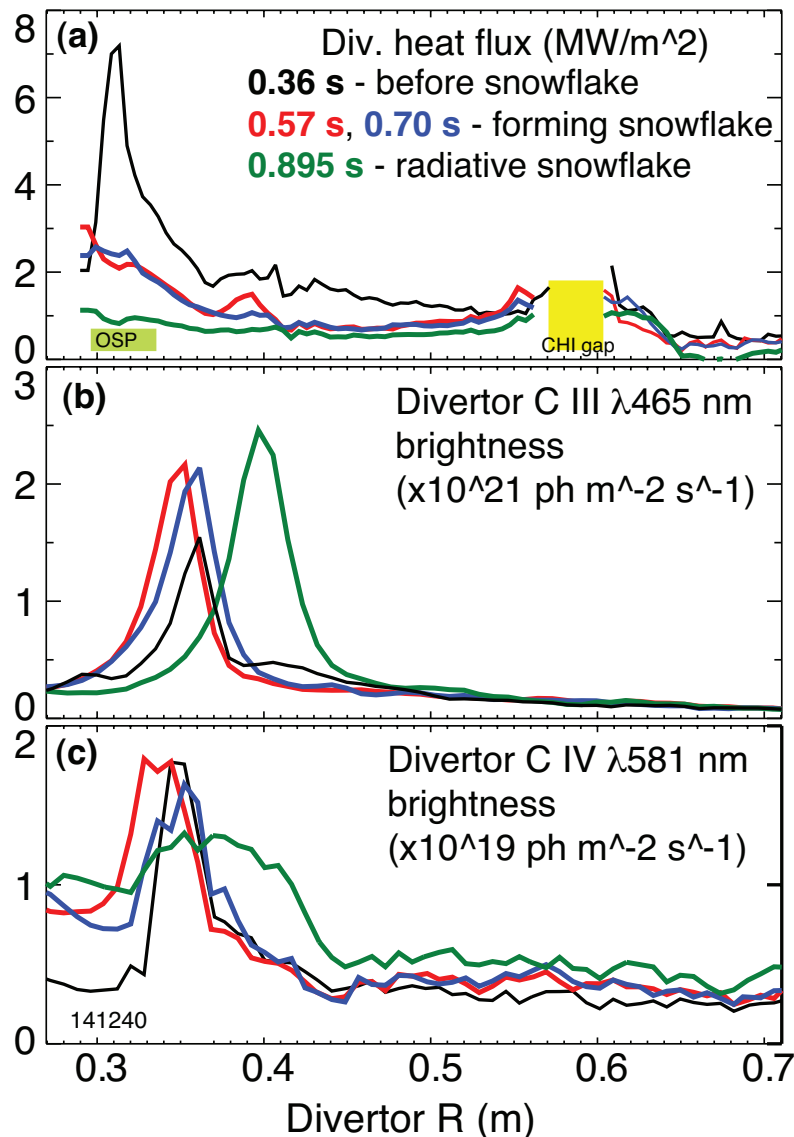 8
(a)
Div. heat flux (MW/m^2)
0.36 s - before snowflake
6
0.57 s, 0.70 s - forming snowflake
0.895 s - radiative snowflake
4
2
OSP
CHI gap
0
3
(b)
Divertor C III λ465 nm
brightness
(x10^21 ph m^-2 s^-1)
2
1
0
2
(c)
Divertor C IV λ581 nm
brightness
(x10^19 ph m^-2 s^-1)
1
141240
0
0.3 0.4 0.5 0.6 0.7
Divertor R (m)